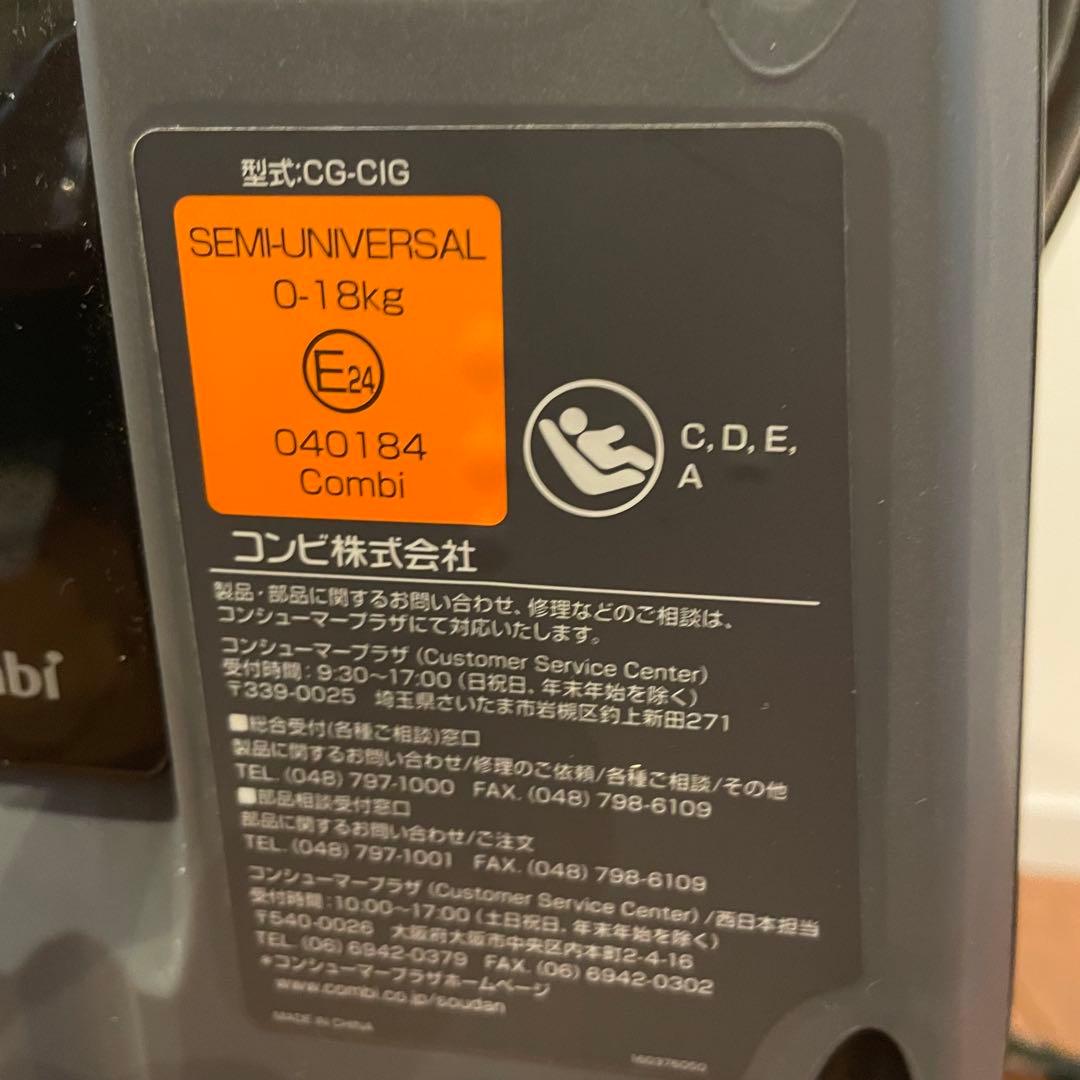 型式:CG-CIG
SEMI-UNIVERSAL
0-18kg
E24
040184
Combi
C, D, E,
A
コンビ株式会社
製品・部品に関するお問い合わせ、修理などのご相談は、
コンシューマープラザにて対応いたします。
コンシューマープラザ (Customer Service Center)
受付時間:9:30〜17:00 (日祝日、年末年始を除く)
〒339-0025 埼玉県さいたま市岩槻区釣上新田271
■総合受付(各種ご相談)窓口
製品に関するお問い合わせ/修理のご依頼/各種ご相談/その他
TEL. (048) 797-1000 FAX. (048) 798-6109
■部品相談受付窓口
部品に関するお問い合わせ/ご注文
TEL. (048) 797-1001 FAX. (048) 798-6109
コンシューマープラザ (Customer Service Center) /西日本担当
受付時間:10:00〜17:00 (土日祝日、年末年始を除く)
〒540-0026 大阪府大阪市中央区内本町2-4-16
TEL. (06) 6942-0379 FAX. (06) 6942-0302
*コンシューマープラザホームページ
www.combi.co.jp/soudan
MADE IN CHINA
160376050
bi